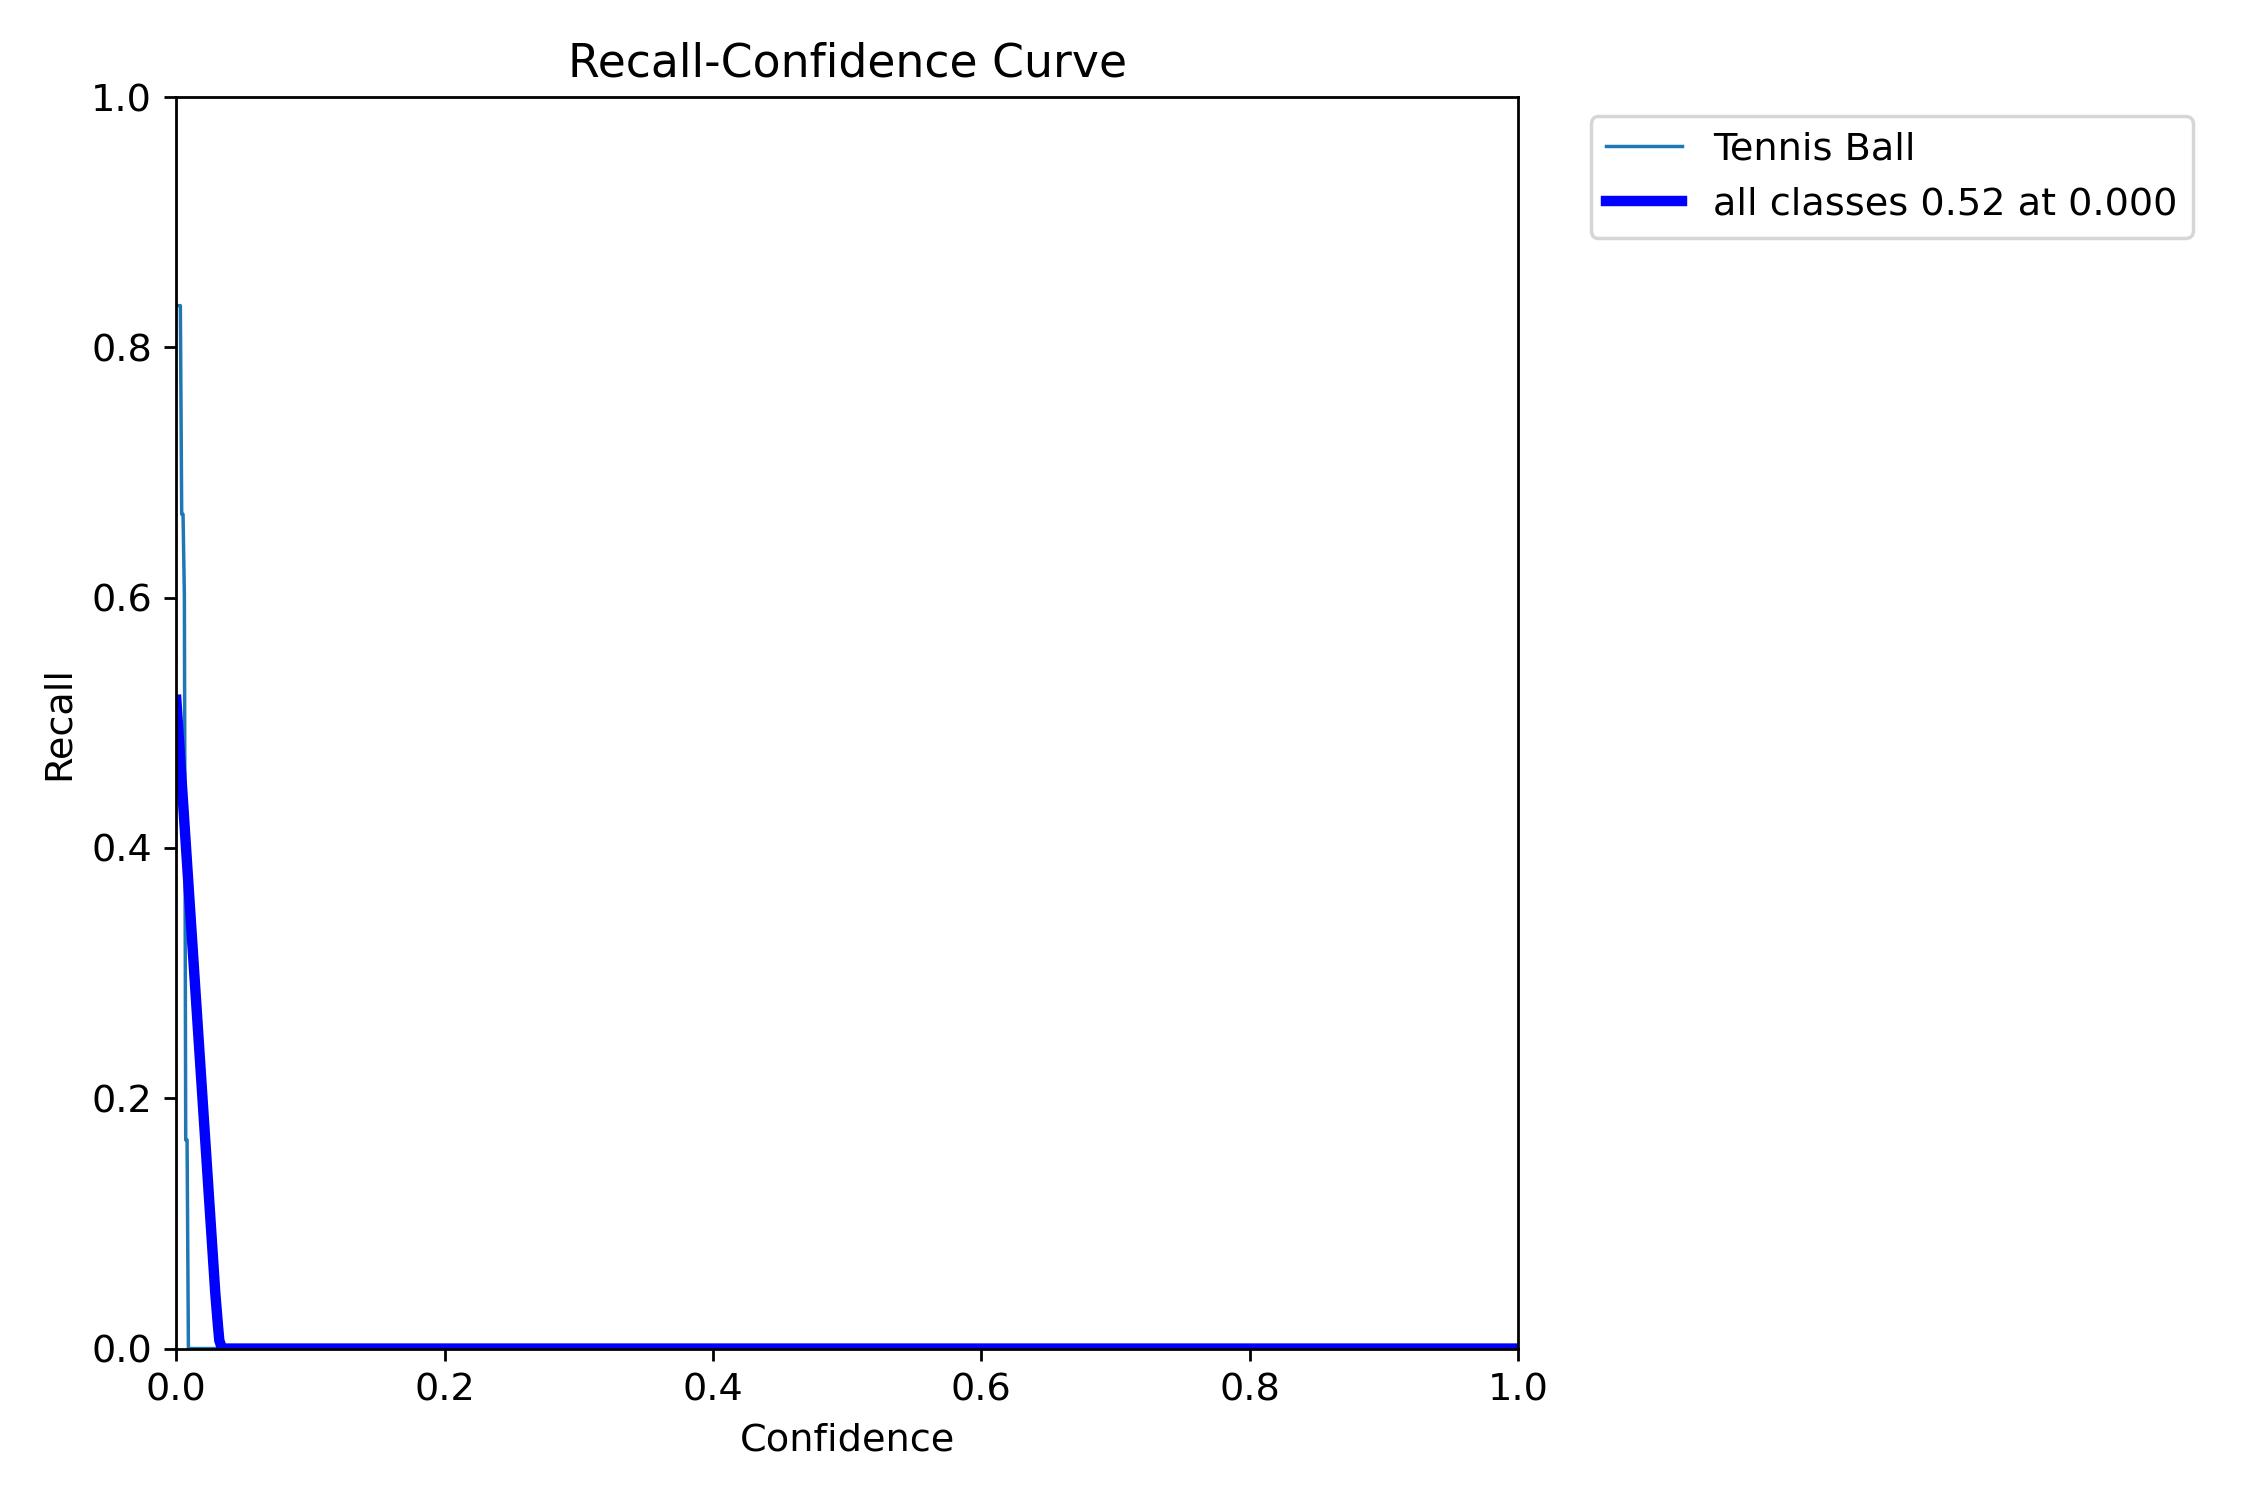 Recall-Confidence Curve
1.0
0.8
0.6
0.4
0.2
0.0
Recall
0.0 0.2 0.4 0.6 0.8 1.0
Confidence
Tennis Ball
all classes 0.52 at 0.000